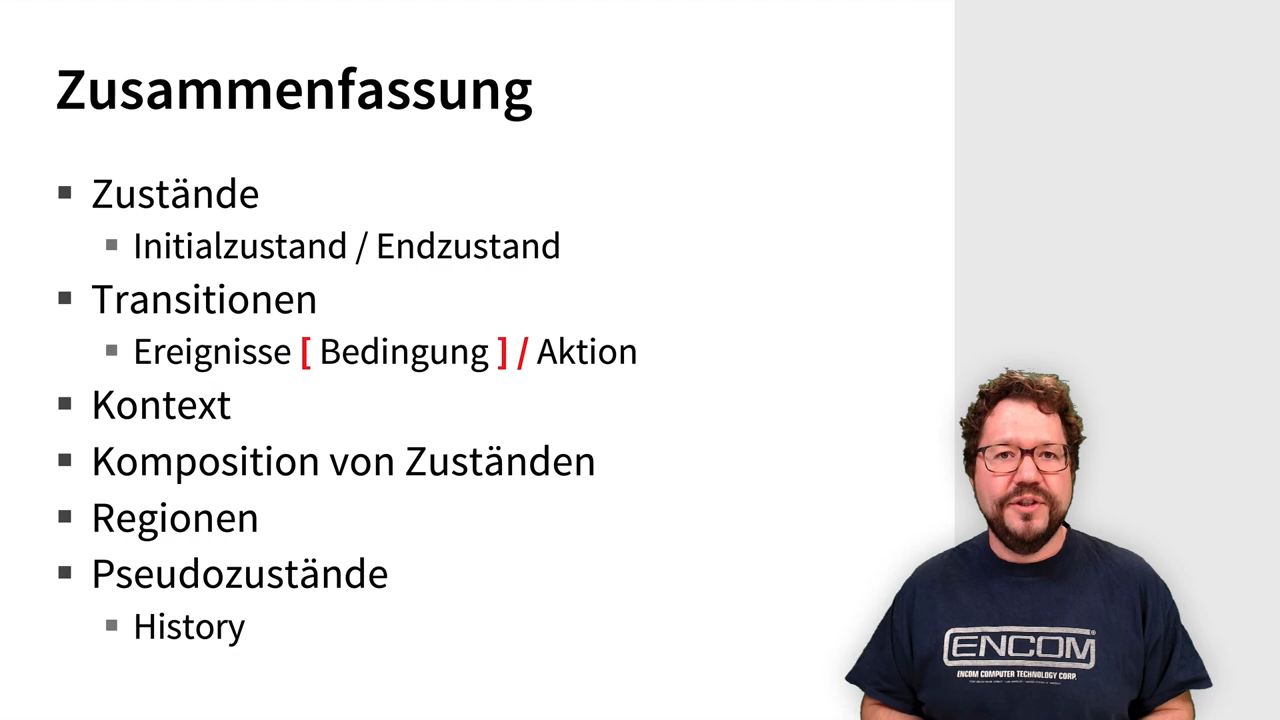 Zusammenfassung
Zustände
Initialzustand / Endzustand
Transitionen
Ereignisse [ Bedingung ] / Aktion
Kontext
Komposition von Zuständen
Regionen
Pseudozustände
History
ENCOM
ENCOM COMPUTER TECHNOLOGY CORP.